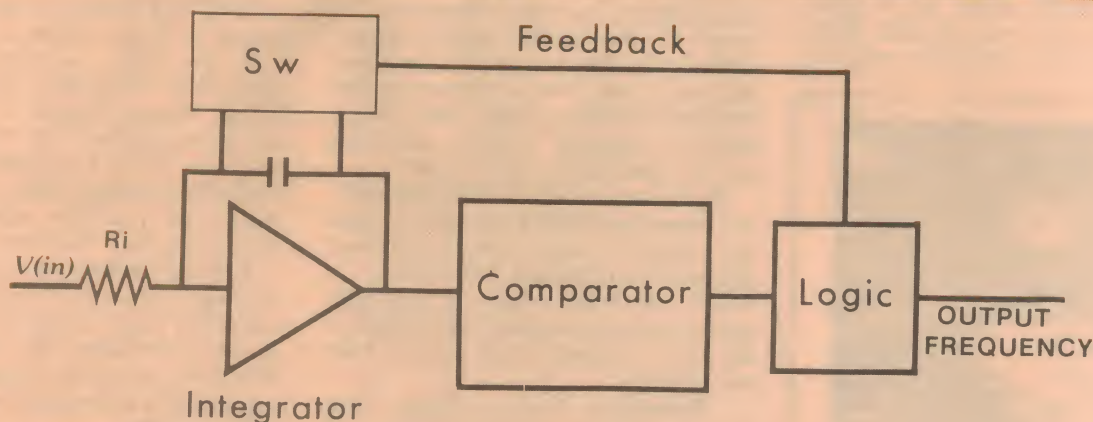 Sw
Feedback
Ri
V(in)
Comparator
Logic
OUTPUT
FREQUENCY
Integrator